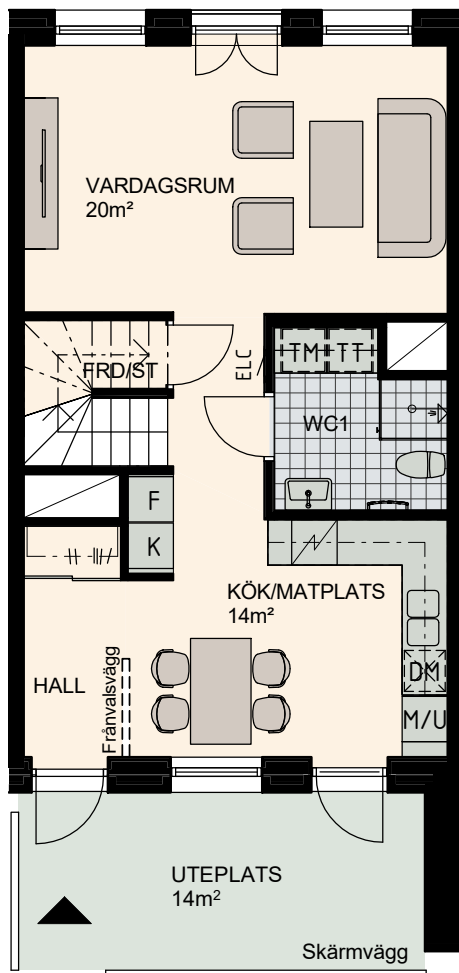 VARDAGSRUM
20m²
FRD/ST
ELC
TM
TT
WC1
F
K
KÖK/MATPLATS
14m²
HALL
Frånvalsvägg
DM
M/U
UTEPLATS
14m²
Skärmvägg